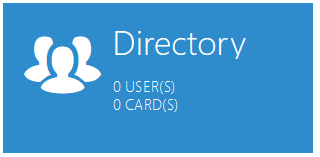 Directory
0 USER(S)
0 CARD(S)